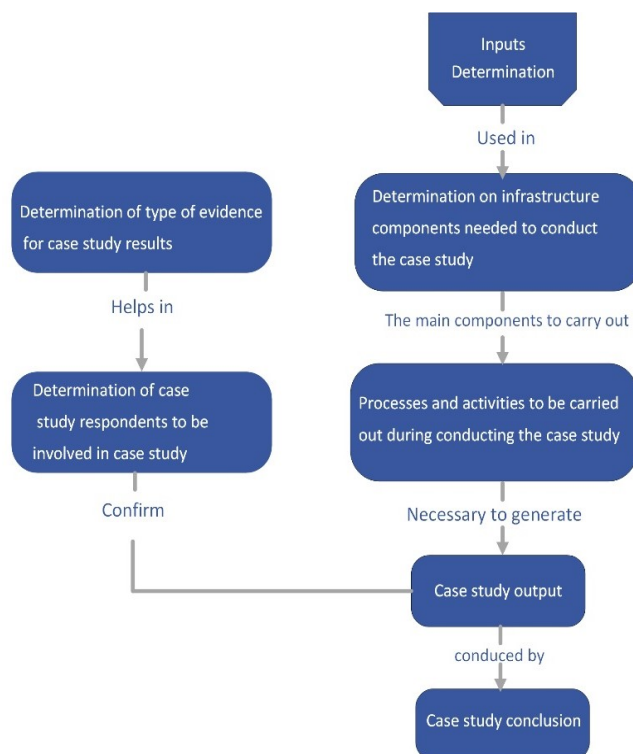 Inputs
Determination
Used in
Determination on infrastructure
components needed to conduct
the case study
The main components to carry out
Processes and activities to be carried
out during conducting the case study
Necessary to generate
Determination of type of evidence
for case study results
Helps in
Determination of case
study respondents to be
involved in case study
Confirm
Case study output
conduced by
Case study conclusion